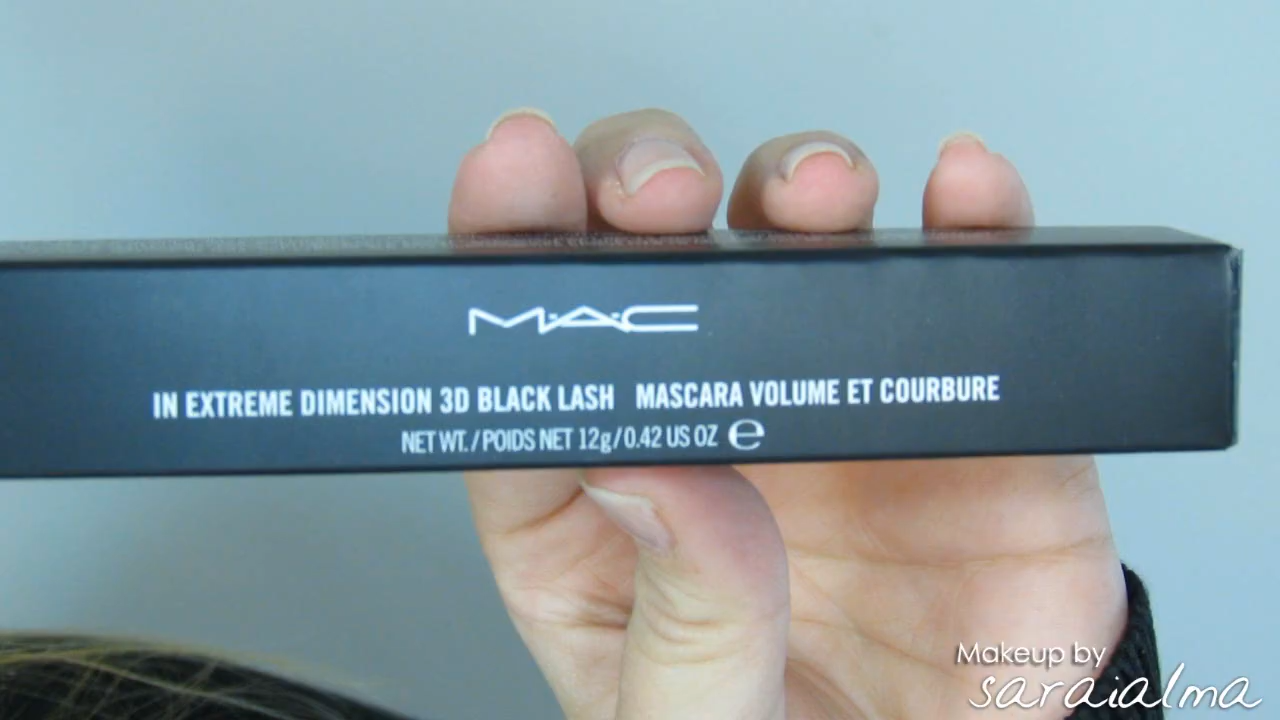 MAC
IN EXTREME DIMENSION 3D BLACK LASH MASCARA VOLUME ET COURBURE
NET WT./POIDS NET 12g/0.42 US OZ ℮
Makeup by
saraialma